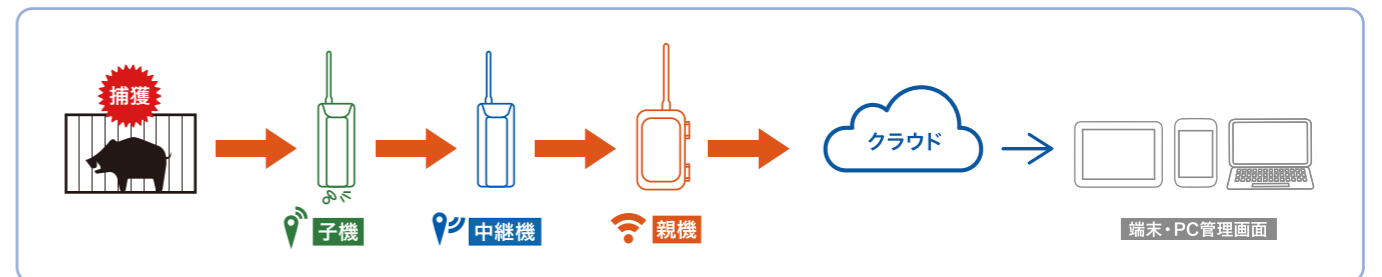 捕獲
クラウド
子機
中継機
親機
端末・PC管理画面